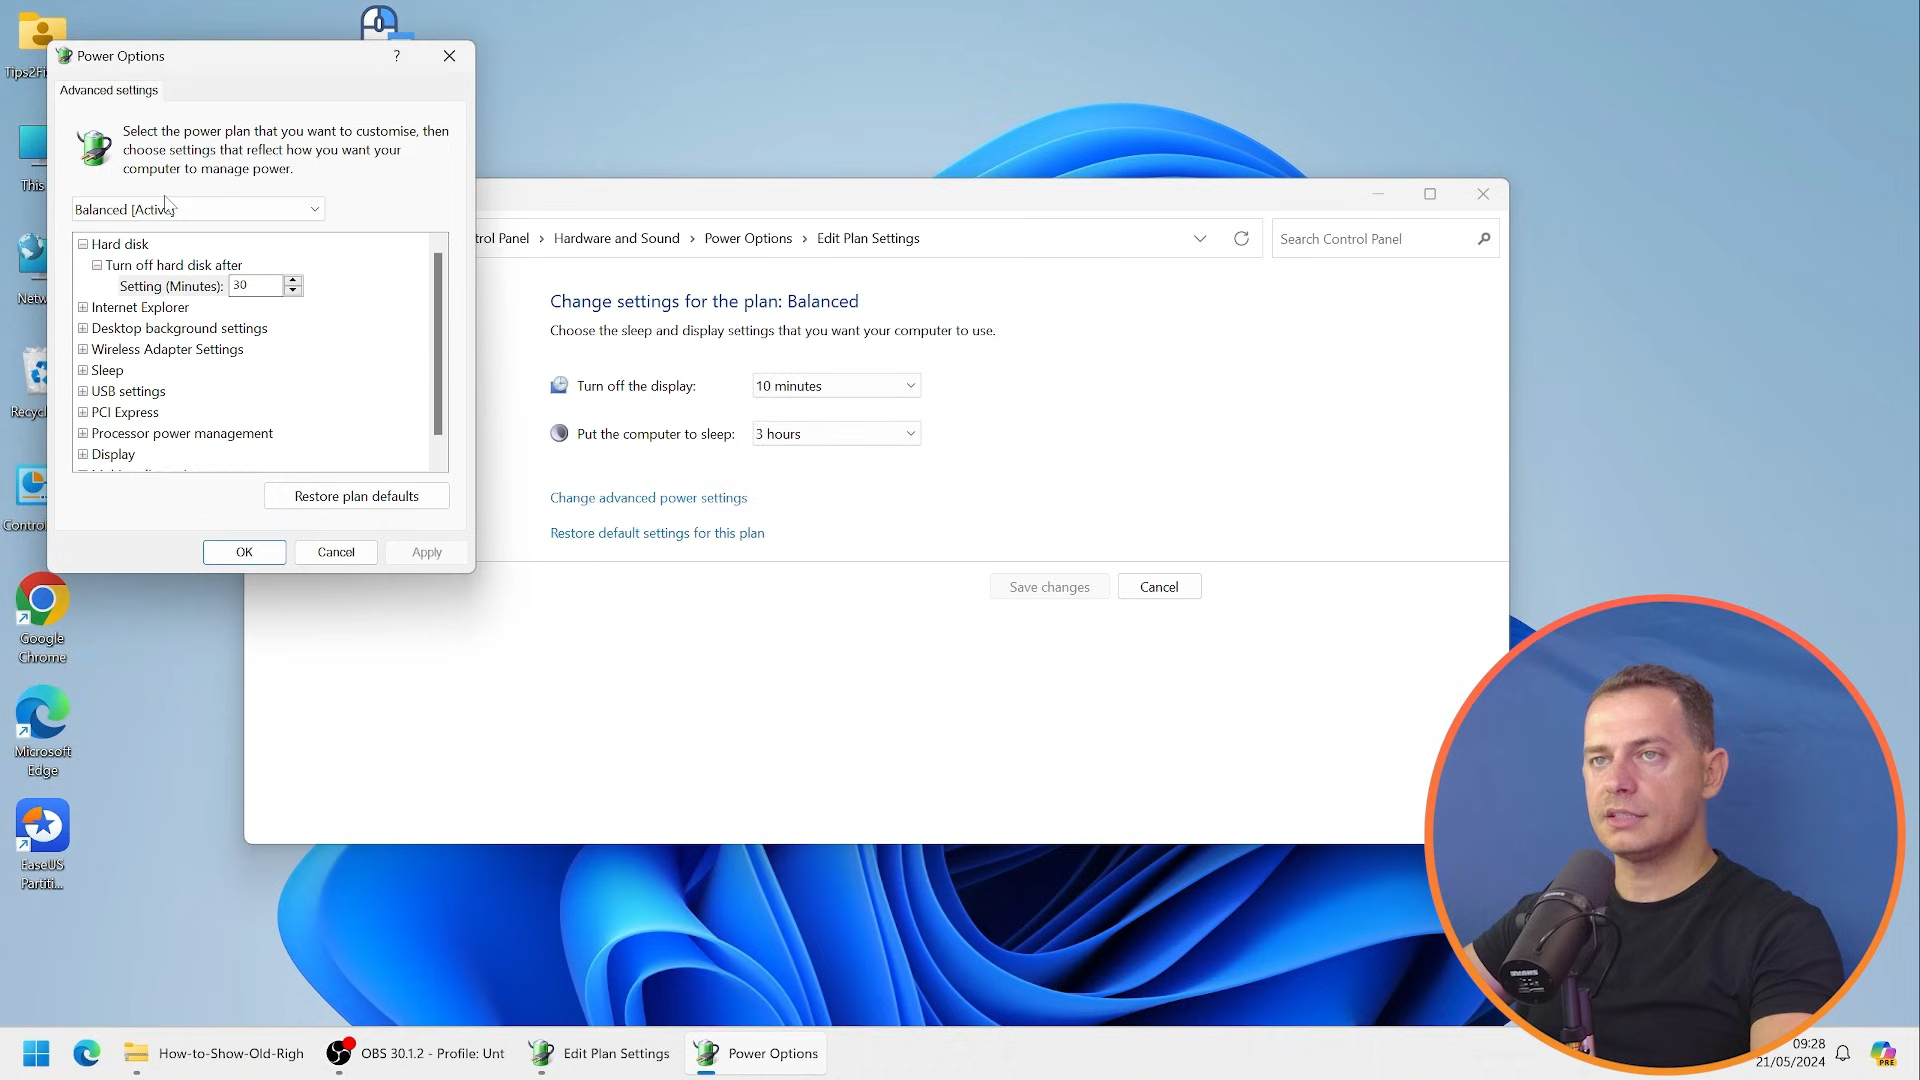 Tips2Fi
This
Netw
Recycl
Control
Google
Chrome
Microsoft
Edge
EaseUS
Partiti...
Power Options
?
Advanced settings
Select the power plan that you want to customise, then
choose settings that reflect how you want your
computer to manage power.
Balanced [Active]
Hard disk
Turn off hard disk after
Setting (Minutes): 30
Internet Explorer
Desktop background settings
Wireless Adapter Settings
Sleep
USB settings
PCI Express
Processor power management
Display
Restore plan defaults
OK
Cancel
Apply
trol Panel > Hardware and Sound > Power Options > Edit Plan Settings
Search Control Panel
Change settings for the plan: Balanced
Choose the sleep and display settings that you want your computer to use.
Turn off the display: 10 minutes
Put the computer to sleep: 3 hours
Change advanced power settings
Restore default settings for this plan
Save changes
Cancel
SHURE
How-to-Show-Old-Righ
OBS 30.1.2 - Profile: Unt
Edit Plan Settings
Power Options
09:28
21/05/2024
PRE